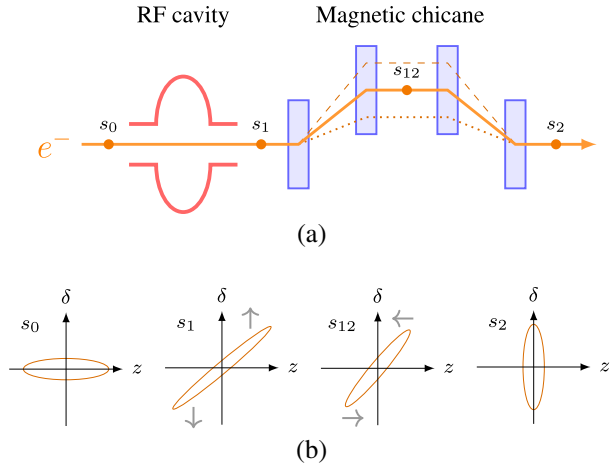 RF cavity Magnetic chicane
e⁻ s₀ s₁ s₁₂ s₂
(a)
δ δ δ δ
s₀ s₁ s₁₂ s₂
z z z z
(b)